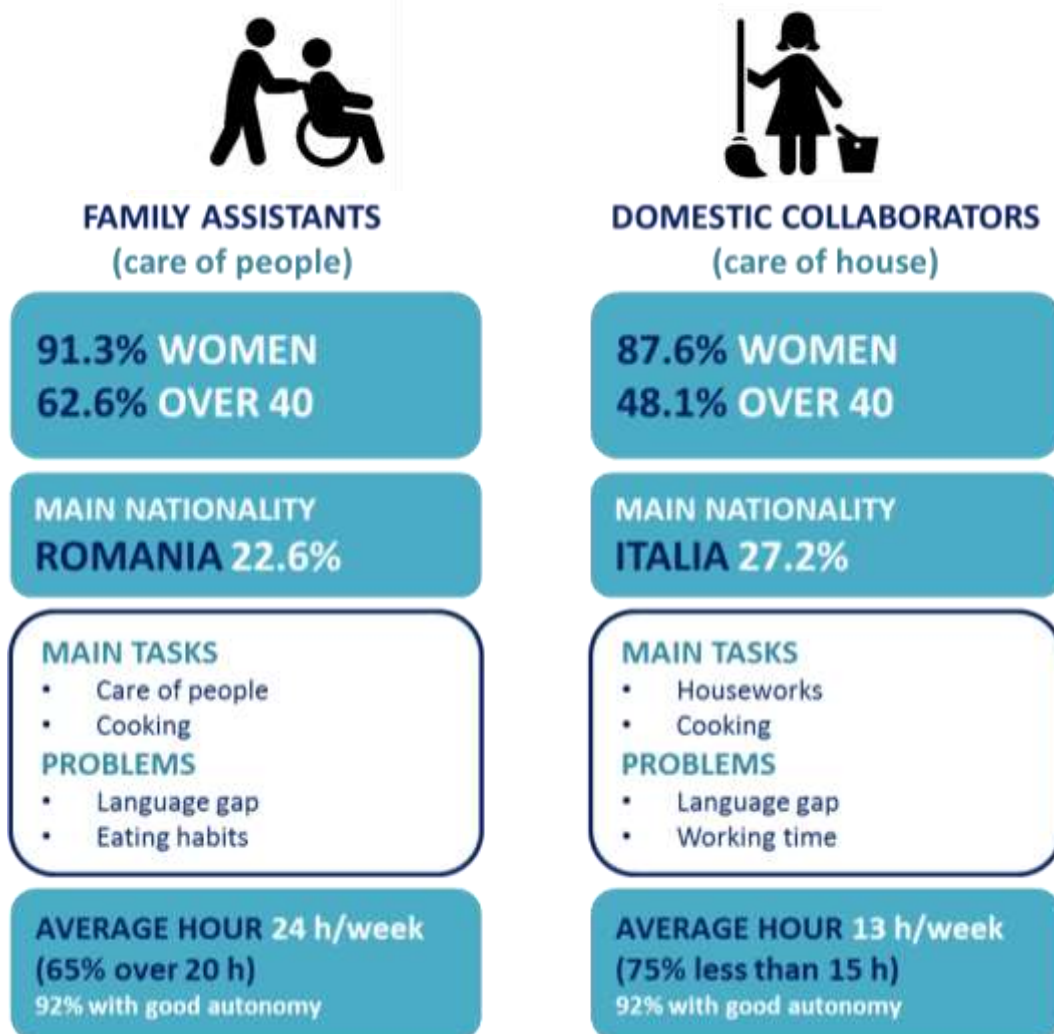 FAMILY ASSISTANTS
(care of people)
91.3% WOMEN
62.6% OVER 40
MAIN NATIONALITY
ROMANIA 22.6%
MAIN TASKS
• Care of people
• Cooking
PROBLEMS
• Language gap
• Eating habits
AVERAGE HOUR 24 h/week
(65% over 20 h)
92% with good autonomy
DOMESTIC COLLABORATORS
(care of house)
87.6% WOMEN
48.1% OVER 40
MAIN NATIONALITY
ITALIA 27.2%
MAIN TASKS
• Houseworks
• Cooking
PROBLEMS
• Language gap
• Working time
AVERAGE HOUR 13 h/week
(75% less than 15 h)
92% with good autonomy